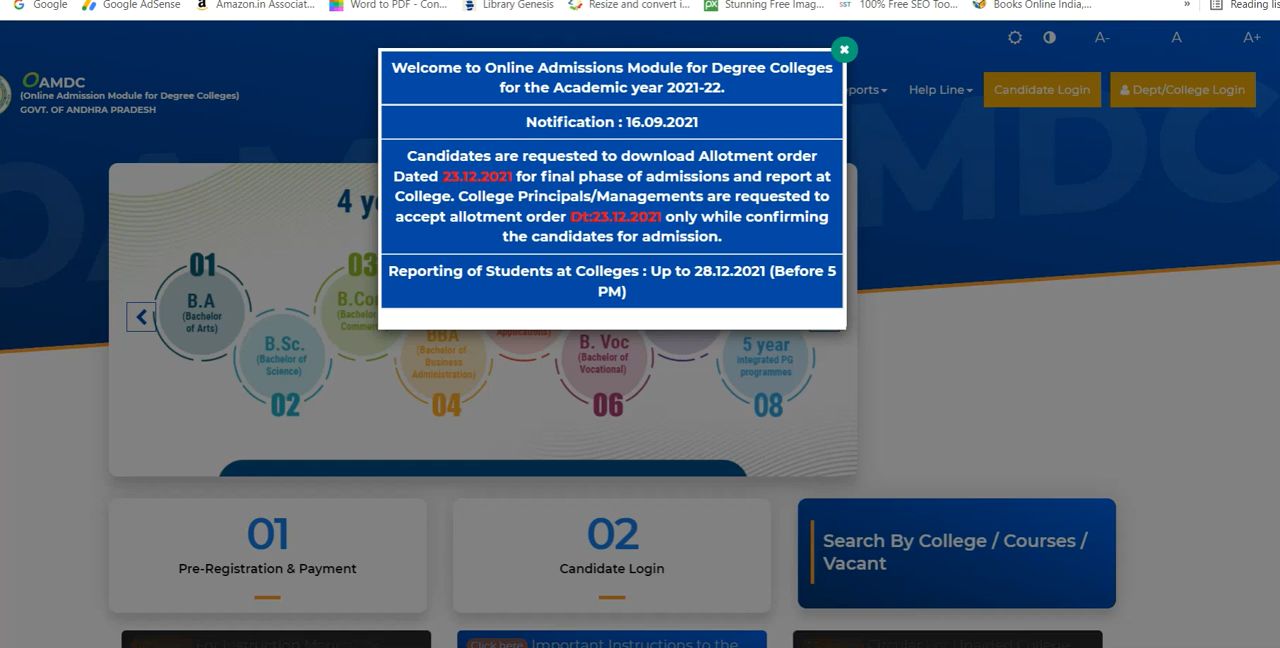 Google
Google AdSense
Amazon.in Associat...
Word to PDF - Con...
Library Genesis
Resize and convert i...
Stunning Free Imag...
100% Free SEO Too...
Books Online India,...
»
Reading lis
A-
A
A+
OAMDC
(Online Admission Module for Degree Colleges)
GOVT. OF ANDHRA PRADESH
ports
Help Line
Candidate Login
Dept/College Login
Welcome to Online Admissions Module for Degree Colleges
for the Academic year 2021-22.
Notification : 16.09.2021
Candidates are requested to download Allotment order
Dated 23.12.2021 for final phase of admissions and report at
College. College Principals/Managements are requested to
accept allotment order Dt:23.12.2021 only while confirming
the candidates for admission.
Reporting of Students at Colleges : Up to 28.12.2021 (Before 5
PM)
4 ye
01
B.A
(Bachelor
of Arts)
B.Sc.
(Bachelor of
Science)
02
03
B.Co
(Bachelor
Commer
BBA
(Bachelor of
Business
Administration)
04
Applications)
B. Voc
(Bachelor of
Vocational)
06
5 year
integrated PG
programmes
08
01
Pre-Registration & Payment
02
Candidate Login
Search By College / Courses /
Vacant
Click here
Important Instructions to the